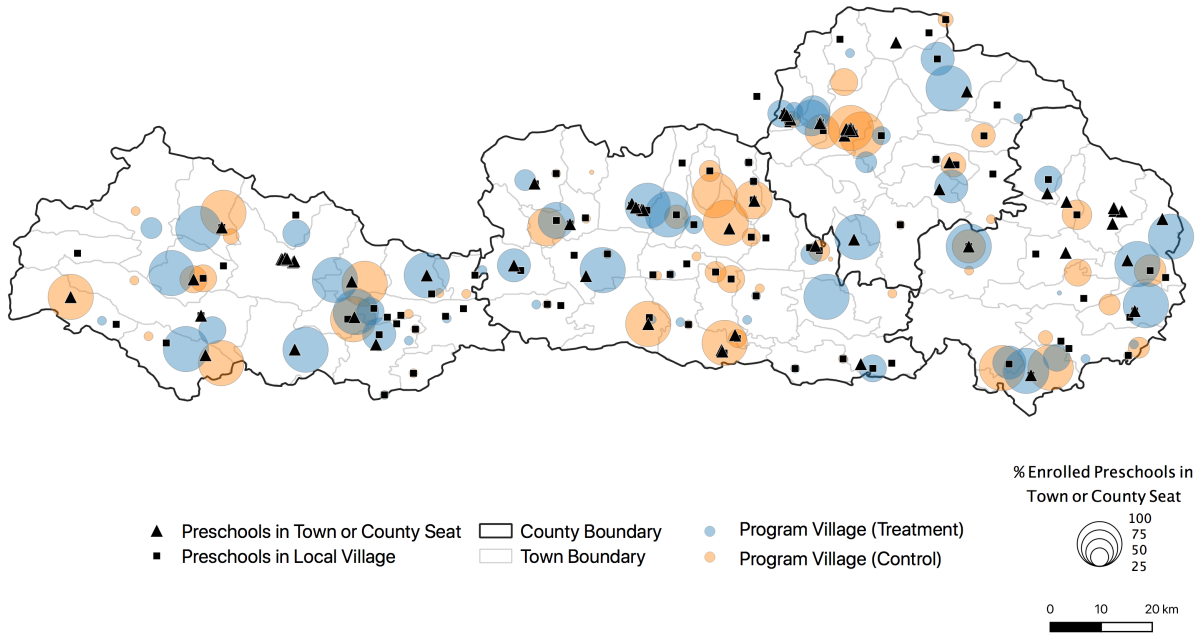 % Enrolled Preschools in
Town or County Seat
100
75
50
25
Preschools in Town or County Seat
Preschools in Local Village
County Boundary
Town Boundary
Program Village (Treatment)
Program Village (Control)
0 10 20 km